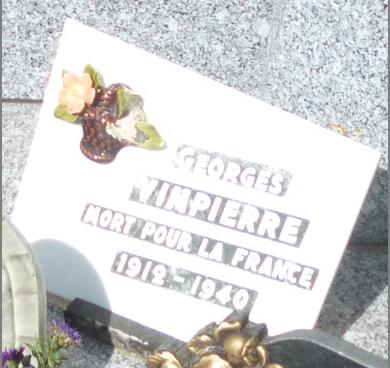 GEORGES
VINPIERRE
MORT POUR LA FRANCE
1912 - 1940